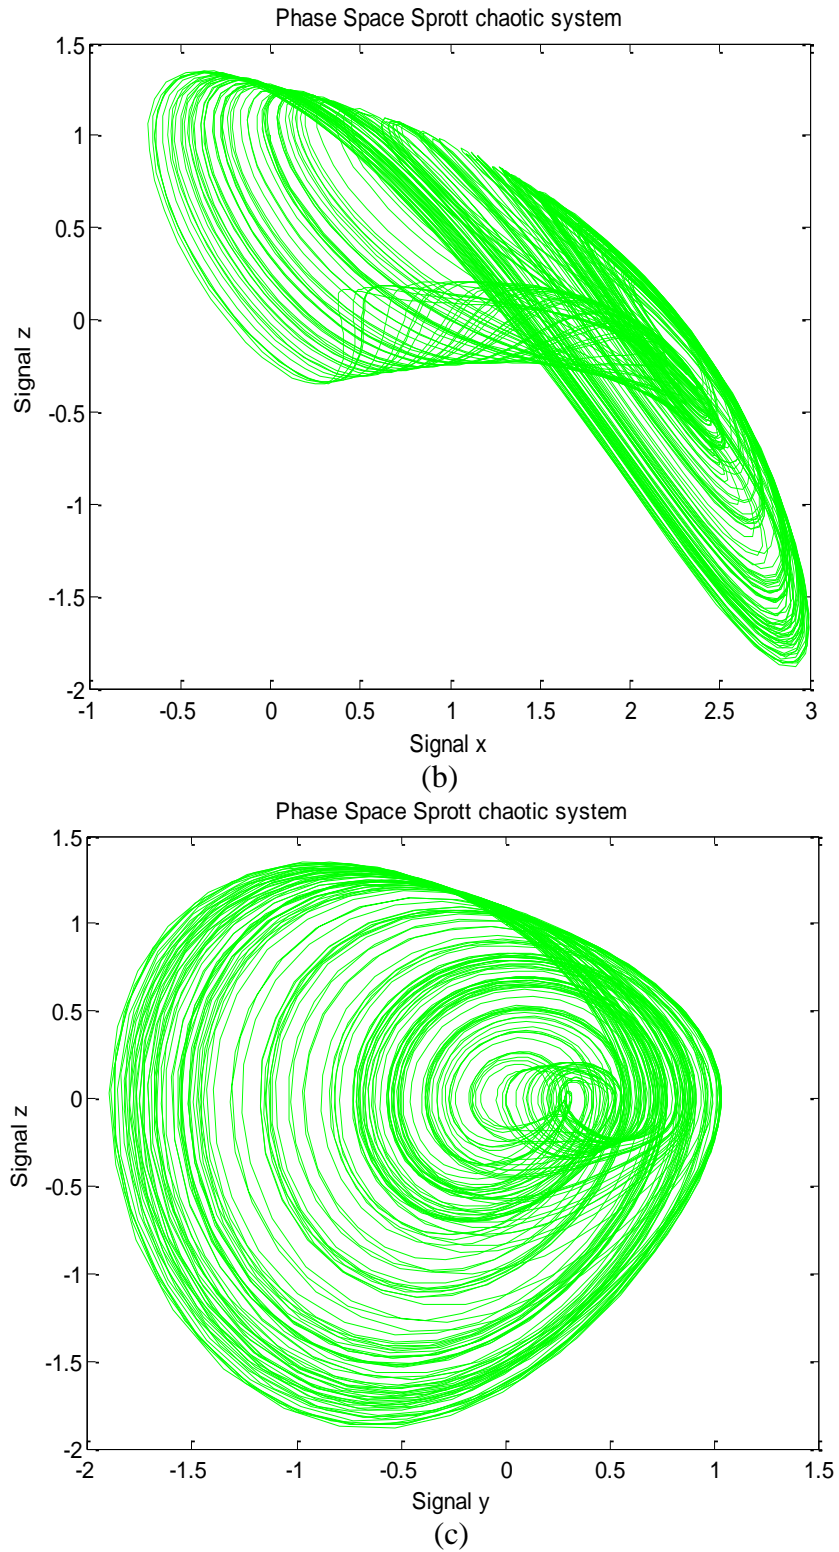 Phase Space Sprott chaotic system
1.5
1
0.5
0
-0.5
-1
-1.5
-2
Signal z
-1 -0.5 0 0.5 1 1.5 2 2.5 3
Signal x
(b)
Phase Space Sprott chaotic system
1.5
1
0.5
0
-0.5
-1
-1.5
-2
Signal z
-2 -1.5 -1 -0.5 0 0.5 1 1.5
Signal y
(c)